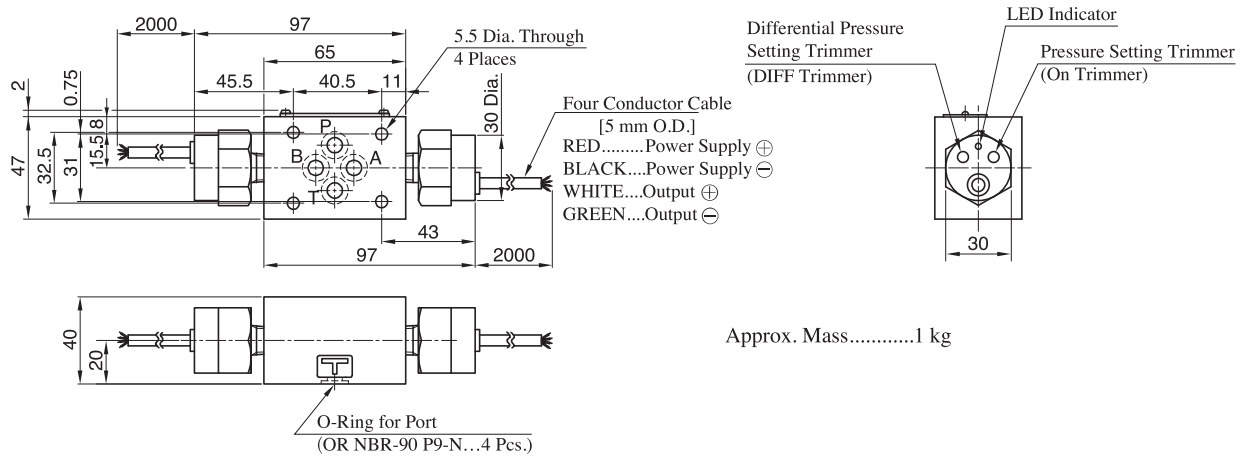 2000
97
65
45.5
40.5
11
2
0.75
8
47
32.5
31
15.5
P
B
A
T
30 Dia.
43
97
2000
5.5 Dia. Through
4 Places
Four Conductor Cable
[5 mm O.D.]
RED.........Power Supply ⊕
BLACK....Power Supply ⊖
WHITE....Output ⊕
GREEN....Output ⊖
Differential Pressure
Setting Trimmer
(DIFF Trimmer)
LED Indicator
Pressure Setting Trimmer
(On Trimmer)
30
40
20
T
O-Ring for Port
(OR NBR-90 P9-N...4 Pcs.)
Approx. Mass............1 kg